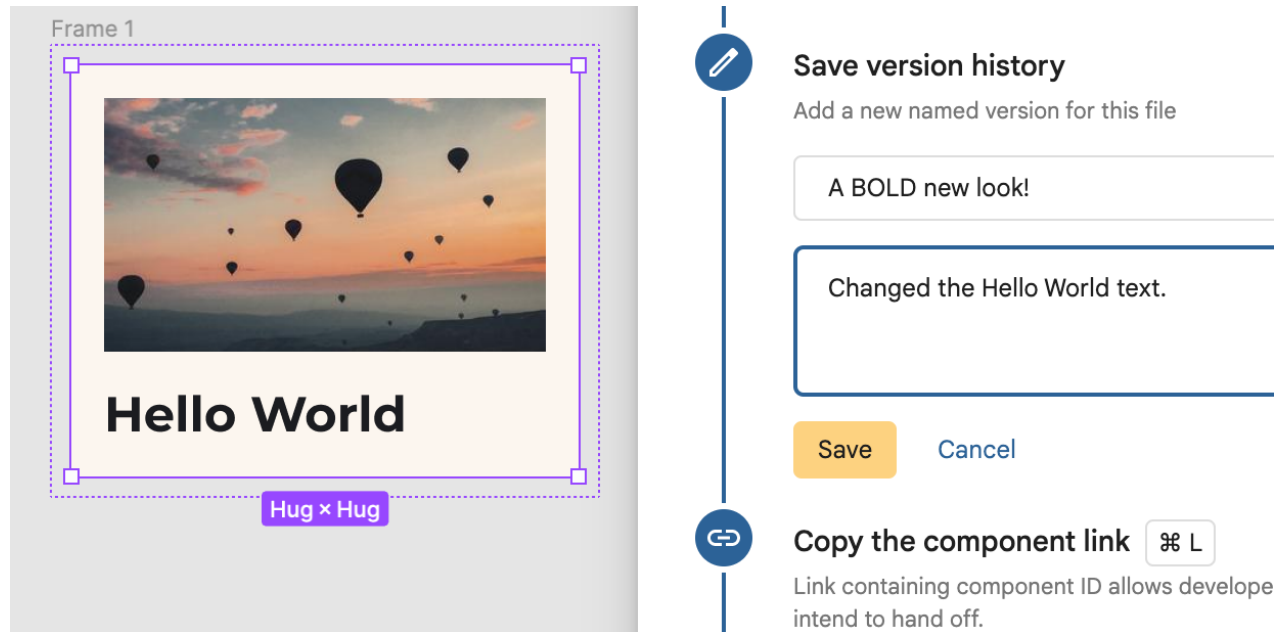 Frame 1
Hello World
Hug × Hug
Save version history
Add a new named version for this file
A BOLD new look!
Changed the Hello World text.
Save Cancel
Copy the component link ⌘ L
Link containing component ID allows develope
intend to hand off.